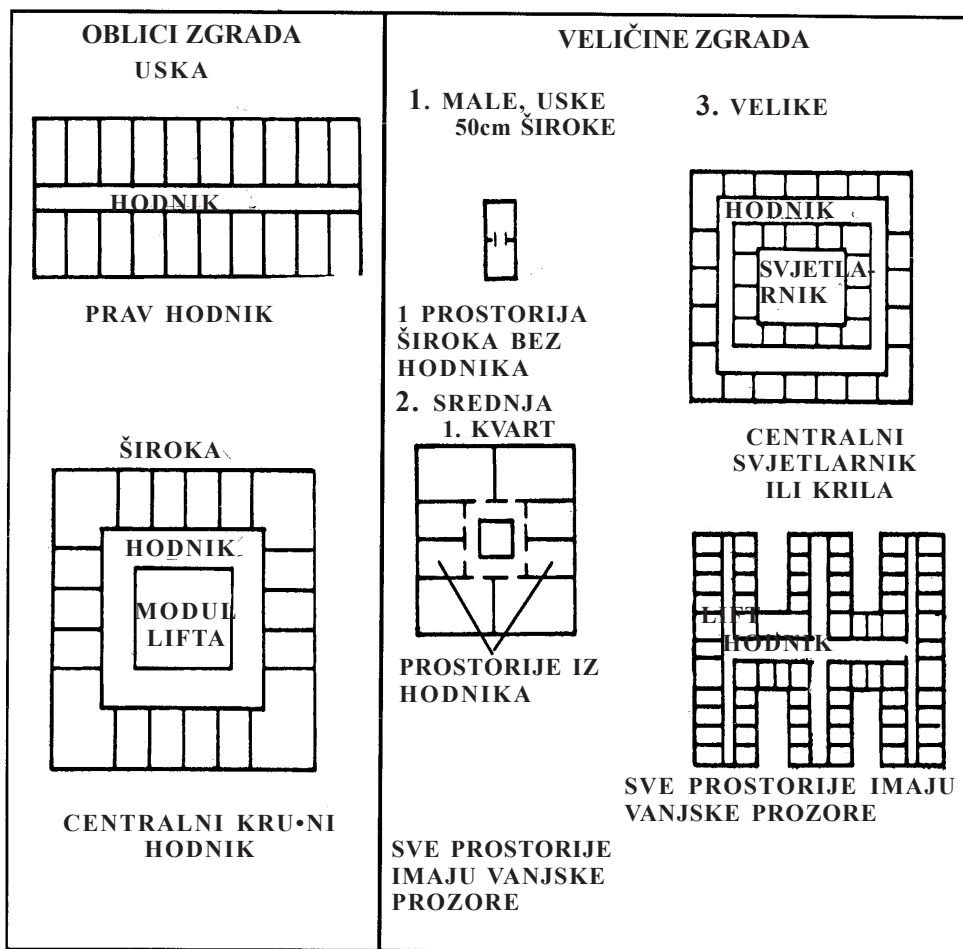 OBLICI ZGRADA
USKA
HODNIK
PRAV HODNIK
ŠIROKA
HODNIK
MODUL
LIFTA
CENTRALNI KRU•NI
HODNIK
VELIČINE ZGRADA
1. MALE, USKE
50cm ŠIROKE
1 PROSTORIJA
ŠIROKA BEZ
HODNIKA
2. SREDNJA
1. KVART
PROSTORIJE IZ
HODNIKA
SVE PROSTORIJE
IMAJU VANJSKE
PROZORE
3. VELIKE
HODNIK
SVJETLA-
RNIK
CENTRALNI
SVJETLARNIK
ILI KRILA
LIFT
HODNIK
SVE PROSTORIJE IMAJU
VANJSKE PROZORE